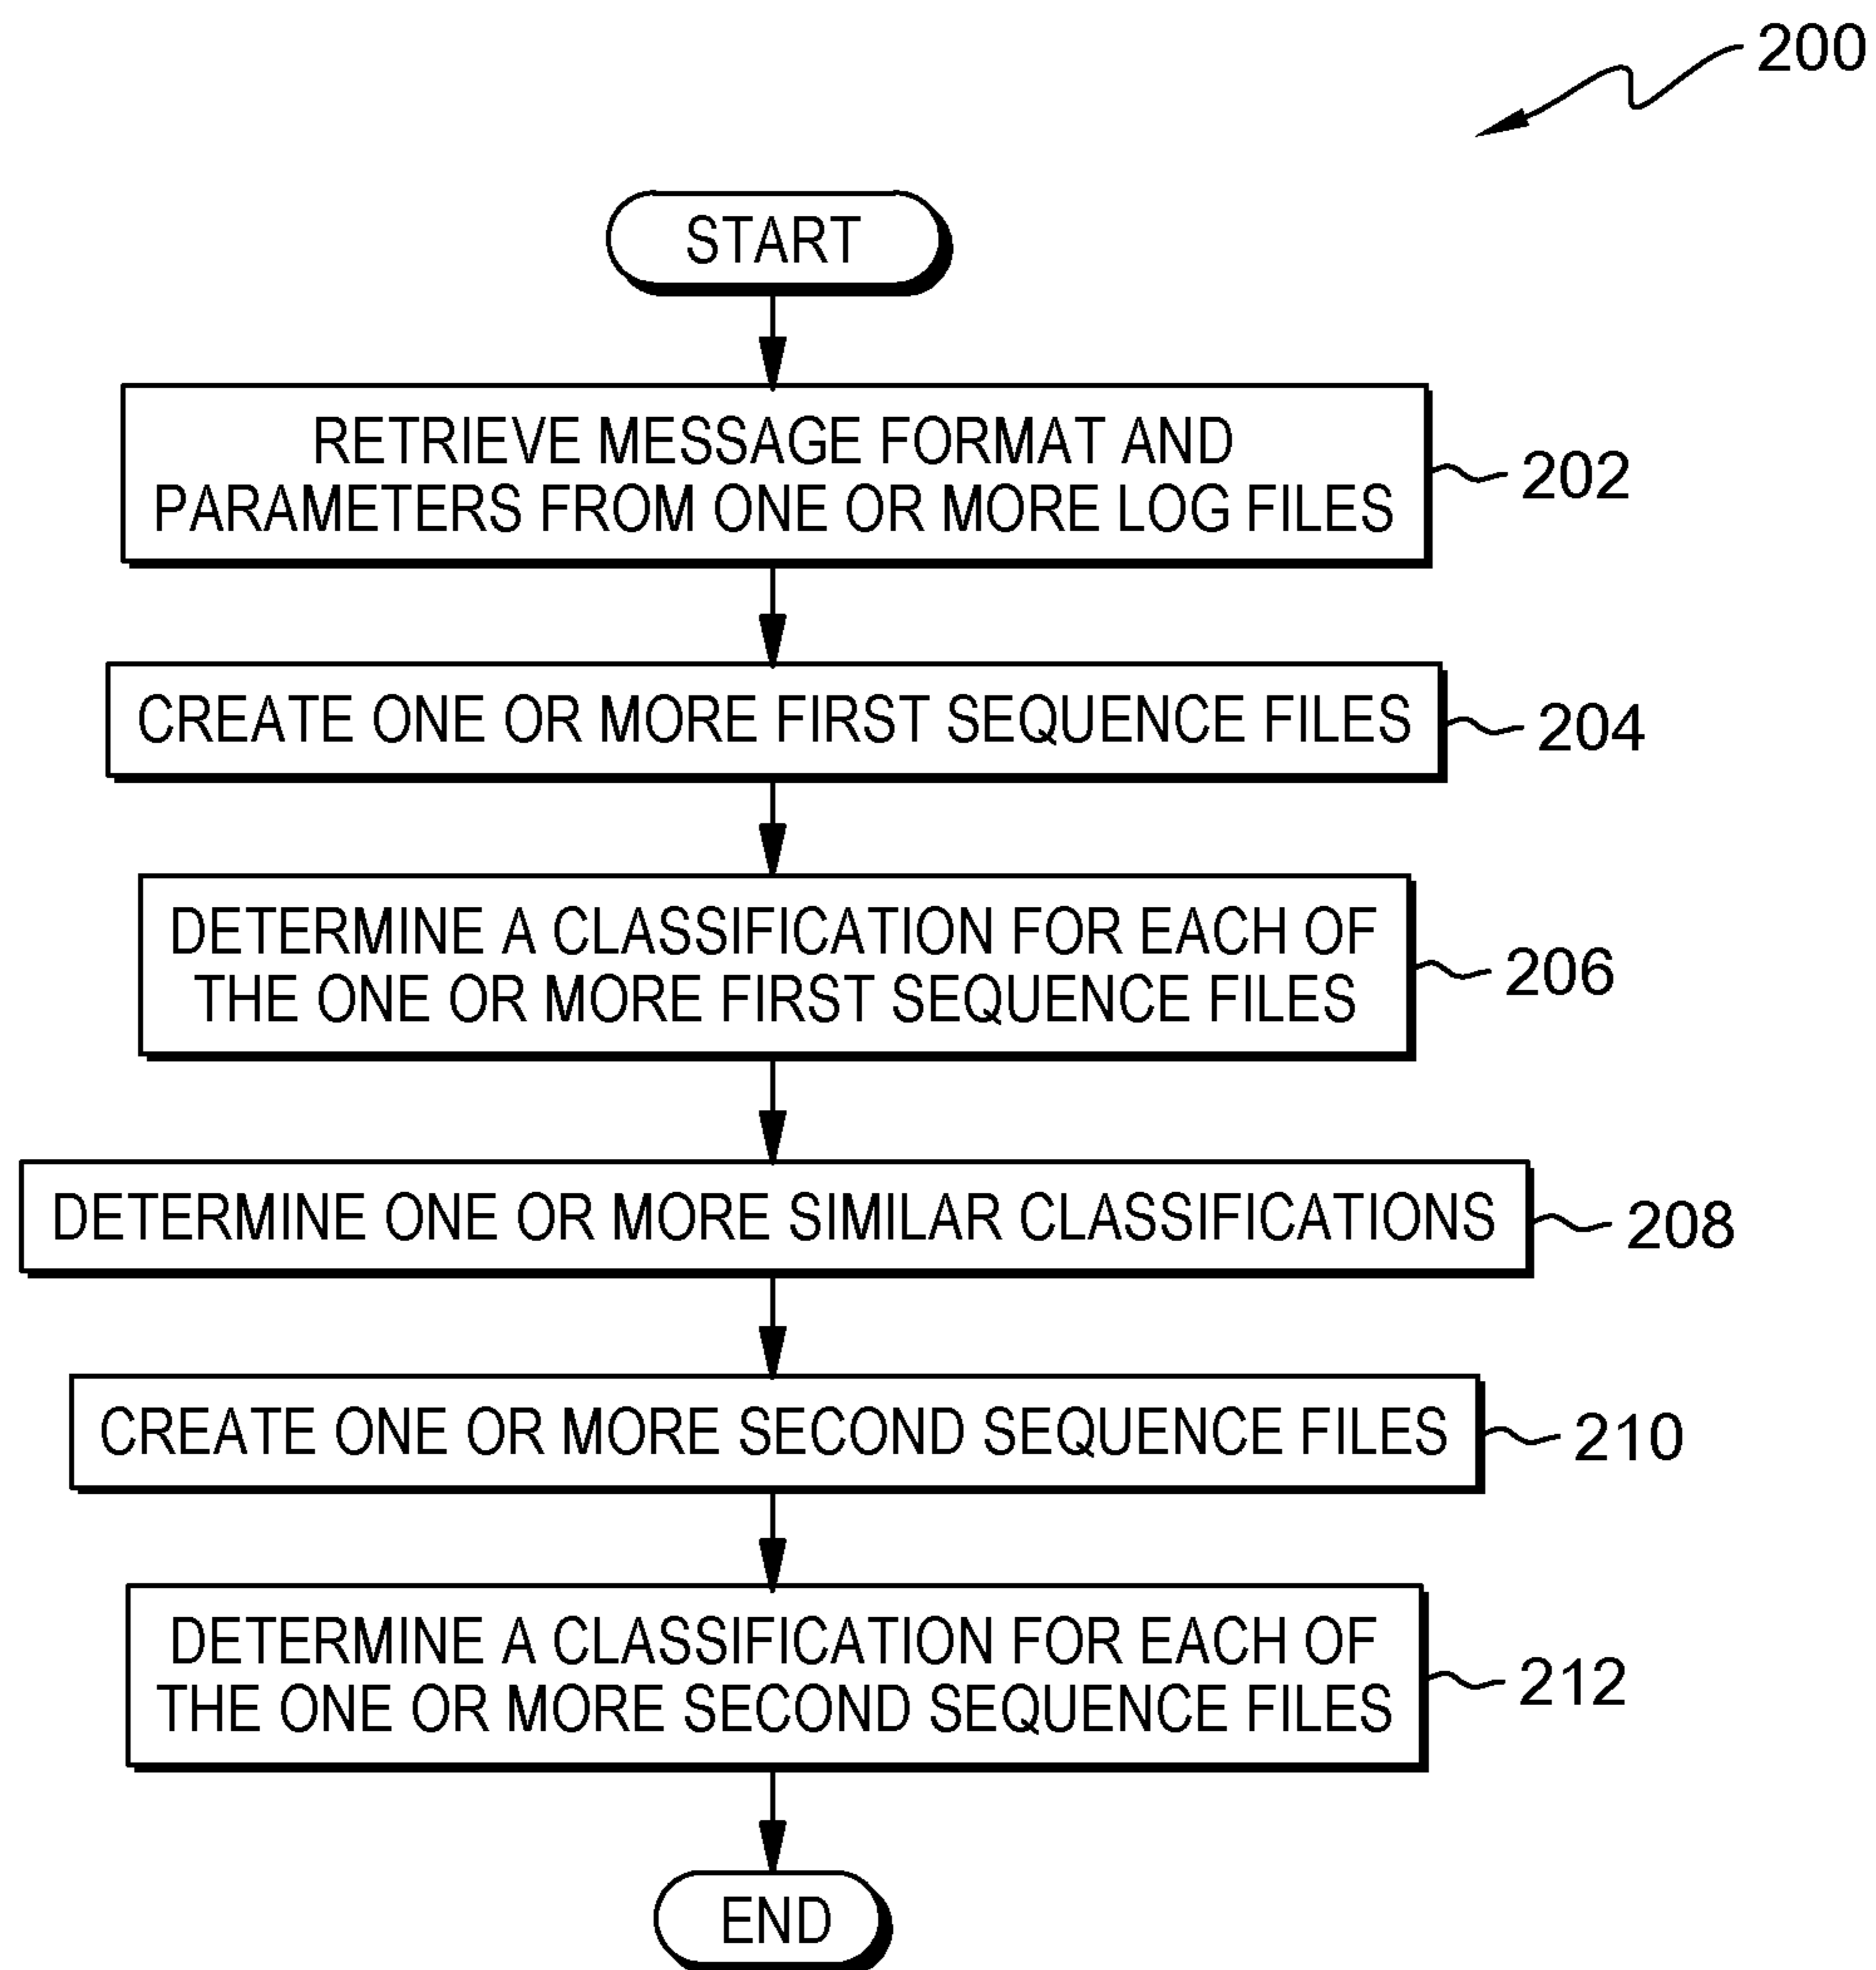 200
START
RETRIEVE MESSAGE FORMAT AND
PARAMETERS FROM ONE OR MORE LOG FILES
202
CREATE ONE OR MORE FIRST SEQUENCE FILES
204
DETERMINE A CLASSIFICATION FOR EACH OF
THE ONE OR MORE FIRST SEQUENCE FILES
206
DETERMINE ONE OR MORE SIMILAR CLASSIFICATIONS
208
CREATE ONE OR MORE SECOND SEQUENCE FILES
210
DETERMINE A CLASSIFICATION FOR EACH OF
THE ONE OR MORE SECOND SEQUENCE FILES
212
END